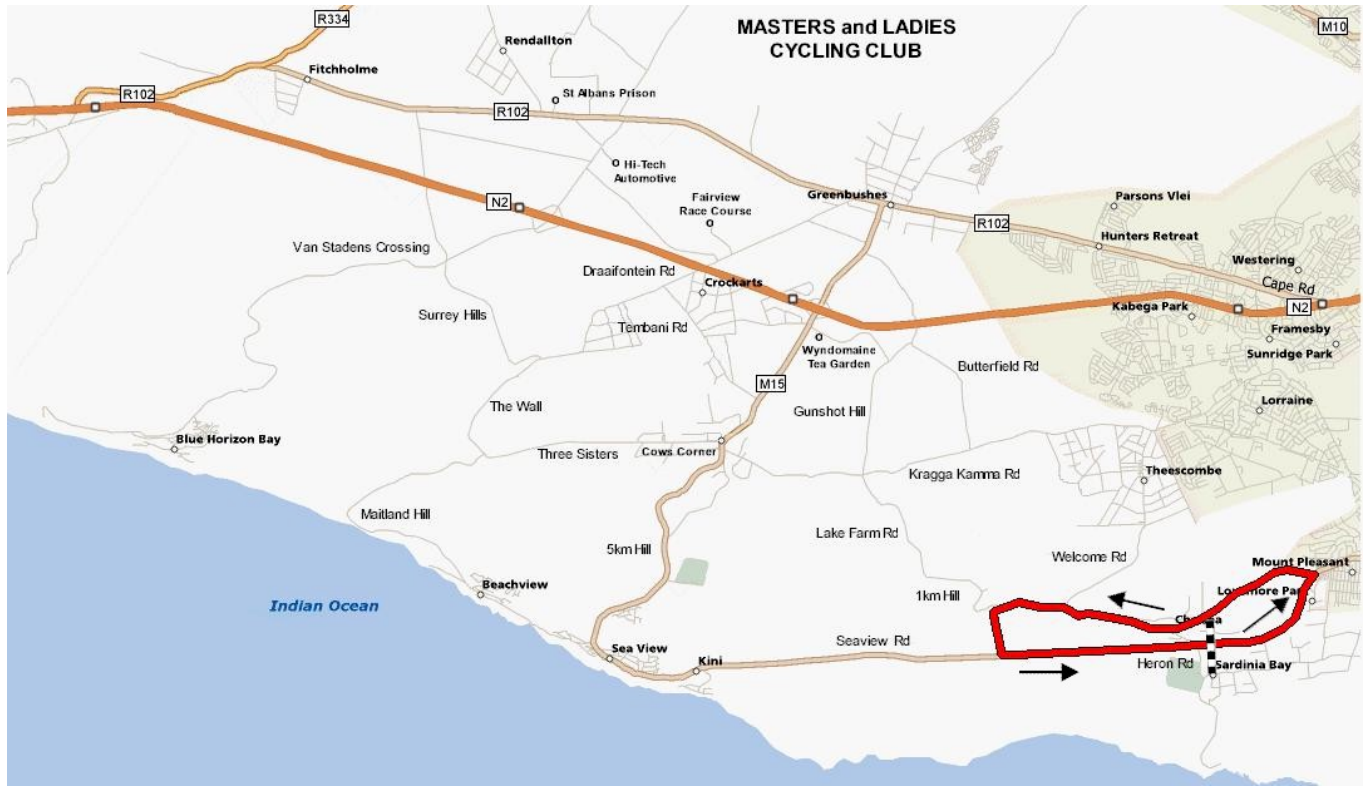 R334
MASTERS and LADIES
CYCLING CLUB
M10
Rendallton
Fitchholme
R102
St Albans Prison
R102
Hi-Tech
Automotive
Fairview
Race Course
Greenbushes
Parsons Vlei
N2
R102
Hunters Retreat
Van Stadens Crossing
Westering
Draaifontein Rd
Crockarts
Cape Rd
Kabega Park
N2
Surrey Hills
Tembani Rd
Framesby
Wyndomaine
Tea Garden
Sunridge Park
Butterfield Rd
M15
The Wall
Gunshot Hill
Lorraine
Blue Horizon Bay
Three Sisters
Cows Corner
Kragga Kamma Rd
Theescombe
Maitland Hill
Lake Farm Rd
5km Hill
Welcome Rd
Mount Pleasant
Beachview
1km Hill
Indian Ocean
Seaview Rd
Sea View
Kini
Heron Rd
Sardinia Bay